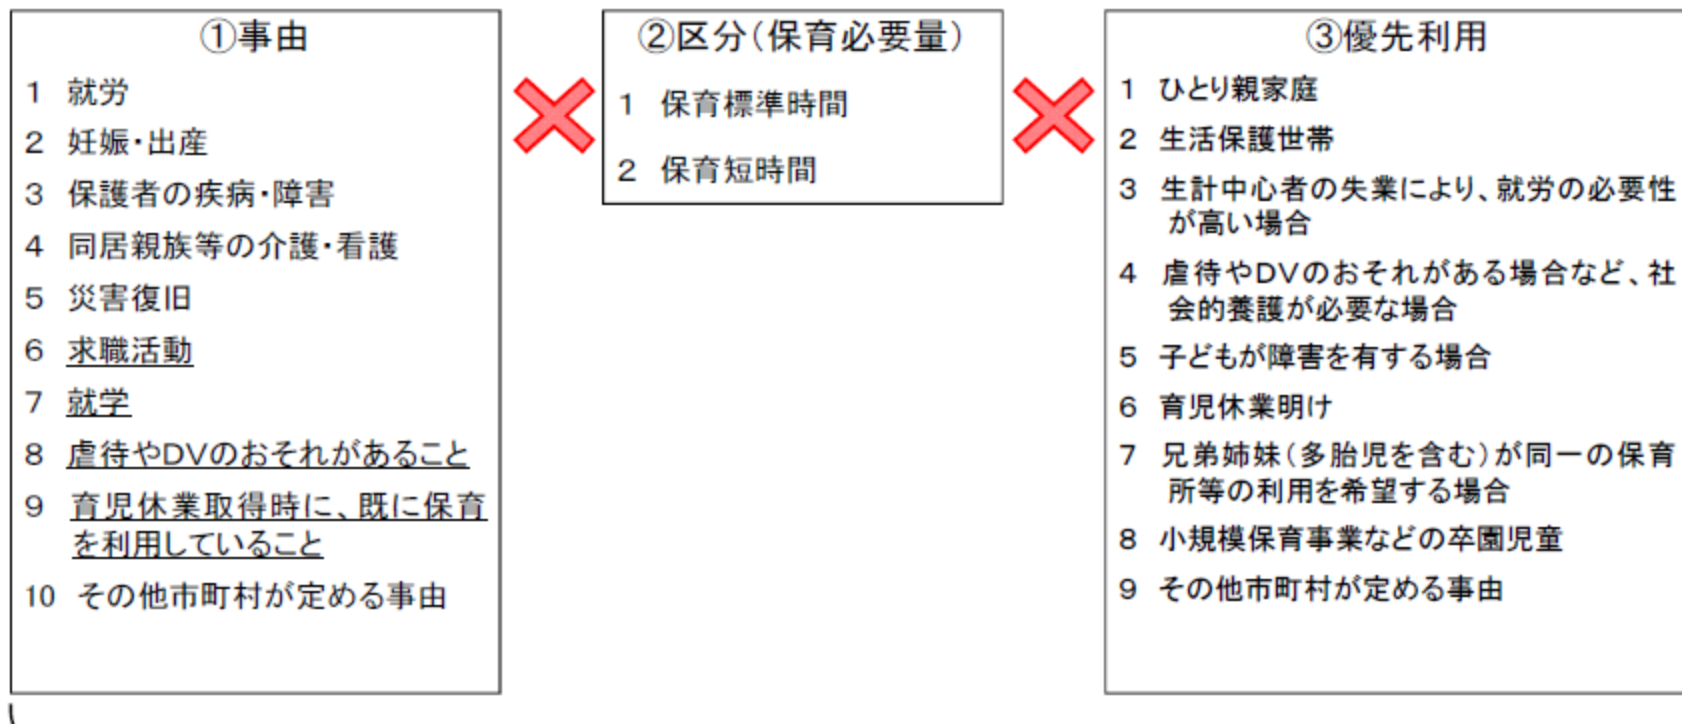 ①事由
1 就労
2 妊娠・出産
3 保護者の疾病・障害
4 同居親族等の介護・看護
5 災害復旧
6 求職活動
7 就学
8 虐待やDVのおそれがあること
9 育児休業取得時に、既に保育
を利用していること
10 その他市町村が定める事由
②区分（保育必要量）
1 保育標準時間
2 保育短時間
③優先利用
1 ひとり親家庭
2 生活保護世帯
3 生計中心者の失業により、就労の必要性
が高い場合
4 虐待やDVのおそれがある場合など、社
会的養護が必要な場合
5 子どもが障害を有する場合
6 育児休業明け
7 兄弟姉妹（多胎児を含む）が同一の保育
所等の利用を希望する場合
8 小規模保育事業などの卒園児童
9 その他市町村が定める事由